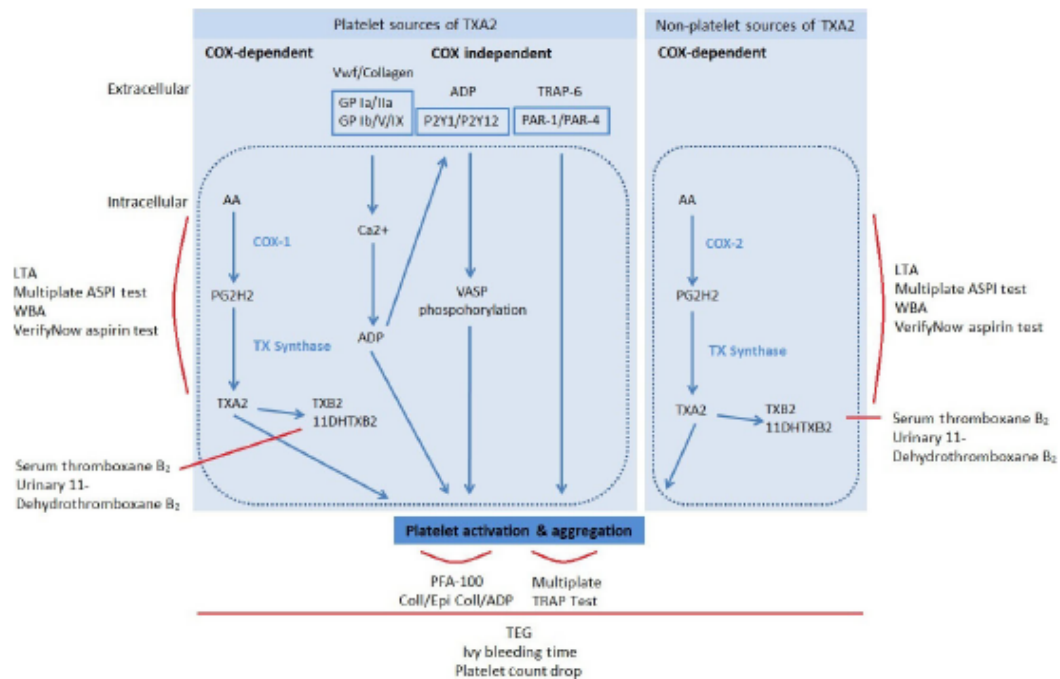 Platelet sources of TXA2
Non-platelet sources of TXA2
COX-dependent
COX independent
COX-dependent
Vwf/Collagen
Extracellular
ADP
TRAP-6
GP Ia/IIa
GP Ib/V/IX
P2Y1/P2Y12
PAR-1/PAR-4
Intracellular
AA
COX-1
Ca2+
PG2H2
VASP
phospohorylation
ADP
TX Synthase
TXA2
TXB2
11DHTXB2
AA
COX-2
PG2H2
TX Synthase
TXA2
TXB2
11DHTXB2
LTA
Multiplate ASPI test
WBA
VerifyNow aspirin test
LTA
Multiplate ASPI test
WBA
VerifyNow aspirin test
Serum thromboxane B₂
Urinary 11-
Dehydrothromboxane B₂
Serum thromboxane B₂
Urinary 11-
Dehydrothromboxane B₂
Platelet activation & aggregation
PFA-100
Coll/Epi Coll/ADP
Multiplate
TRAP Test
TEG
Ivy bleeding time
Platelet count drop